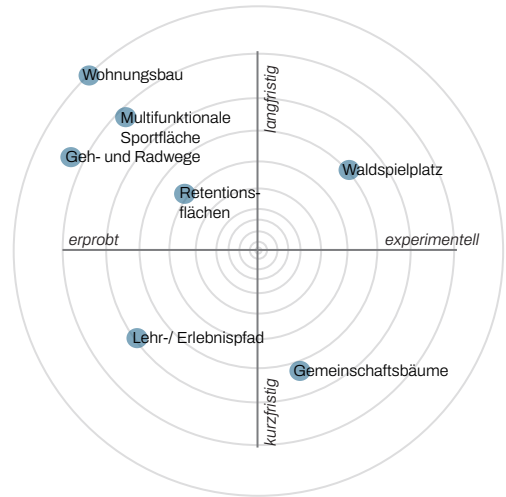 Wohnungsbau
langfristig
Multifunktionale
Sportfläche
Geh- und Radwege
Waldspielplatz
Retentions-
flächen
erprobt
experimentell
Lehr-/ Erlebnispfad
Gemeinschaftsbäume
kurzfristig